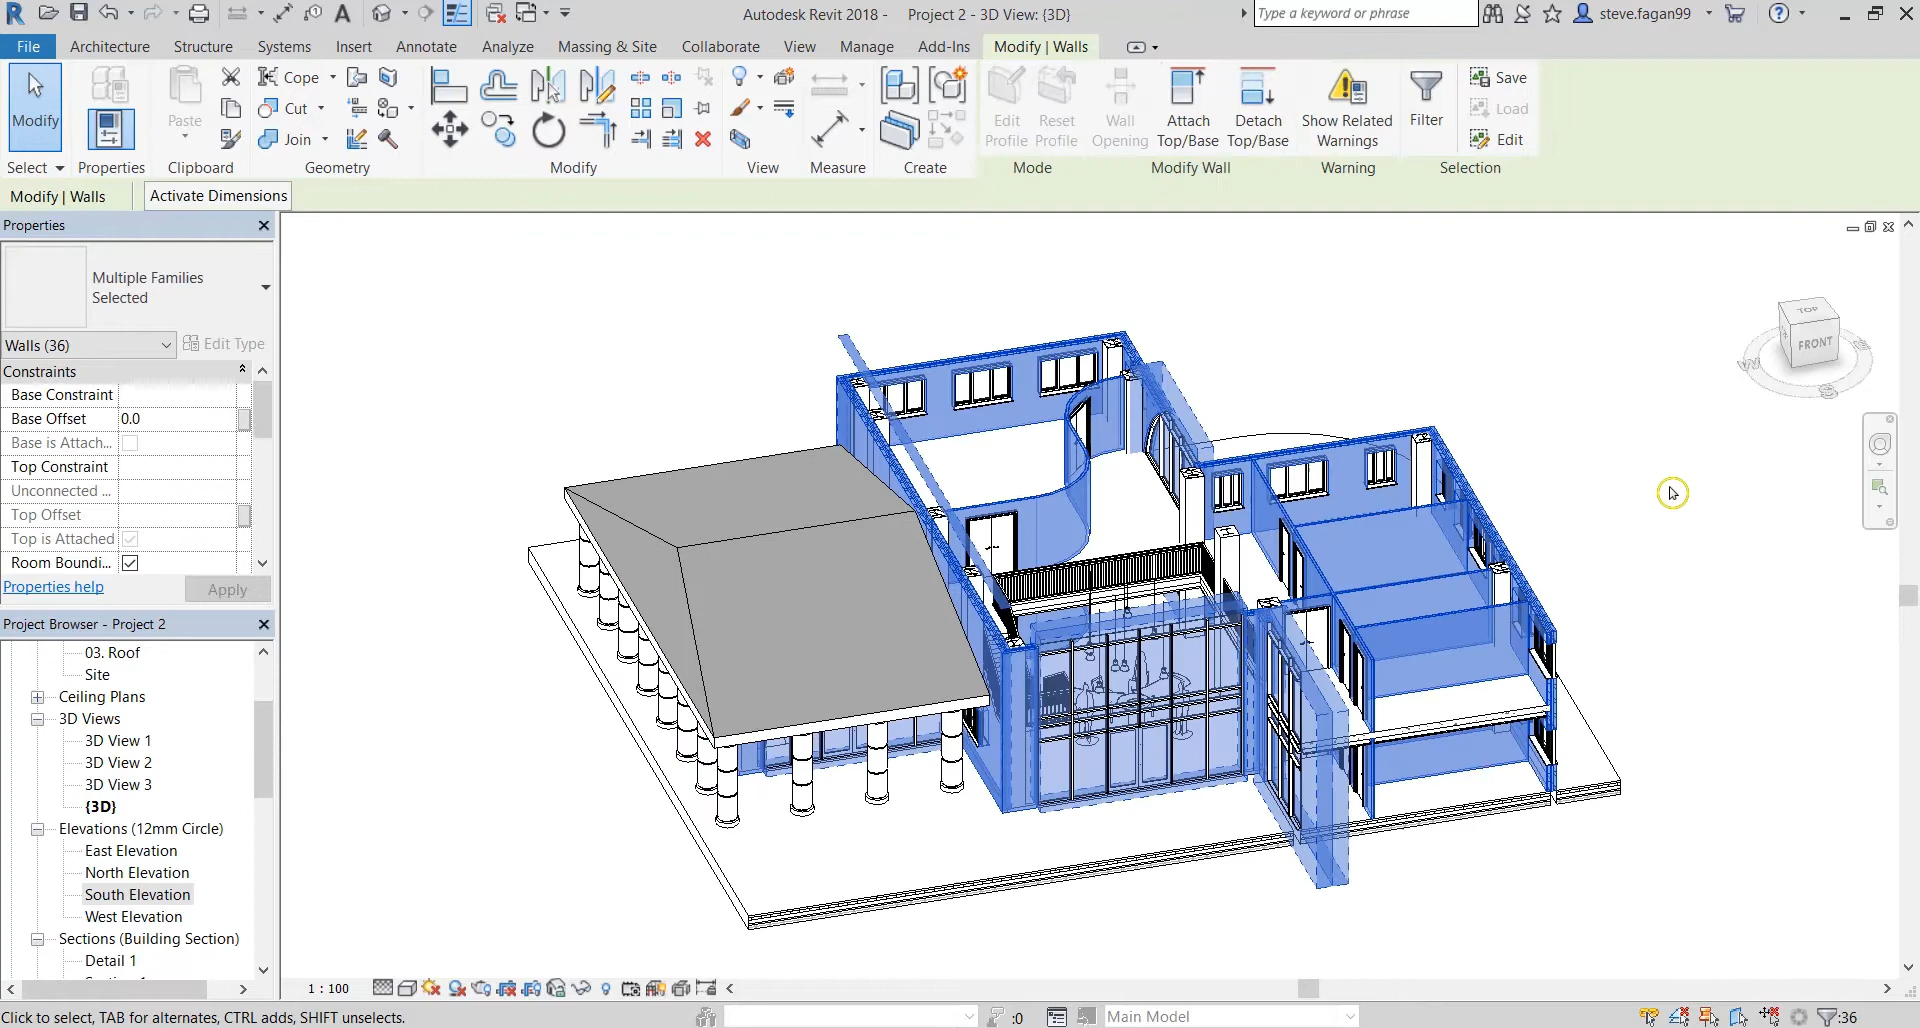 Autodesk Revit 2018 - Project 2 - 3D View: {3D}
Type a keyword or phrase
steve.fagan99
File Architecture Structure Systems Insert Annotate Analyze Massing & Site Collaborate View Manage Add-Ins Modify | Walls
Modify
Paste
Cope
Cut
Join
Edit Profile
Reset Profile
Wall Opening
Attach Top/Base
Detach Top/Base
Show Related Warnings
Filter
Save
Load
Edit
Select Properties Clipboard Geometry Modify View Measure Create Mode Modify Wall Warning Selection
Modify | Walls Activate Dimensions
Properties
Multiple Families
Selected
Walls (36) Edit Type
Constraints
Base Constraint
Base Offset 0.0
Base is Attach...
Top Constraint
Unconnected ...
Top Offset
Top is Attached
Room Boundi...
Properties help Apply
Project Browser - Project 2
03. Roof
Site
Ceiling Plans
3D Views
3D View 1
3D View 2
3D View 3
{3D}
Elevations (12mm Circle)
East Elevation
North Elevation
South Elevation
West Elevation
Sections (Building Section)
Detail 1
TOP
FRONT
W
1 : 100
Click to select, TAB for alternates, CTRL adds, SHIFT unselects.
:0
Main Model
:36